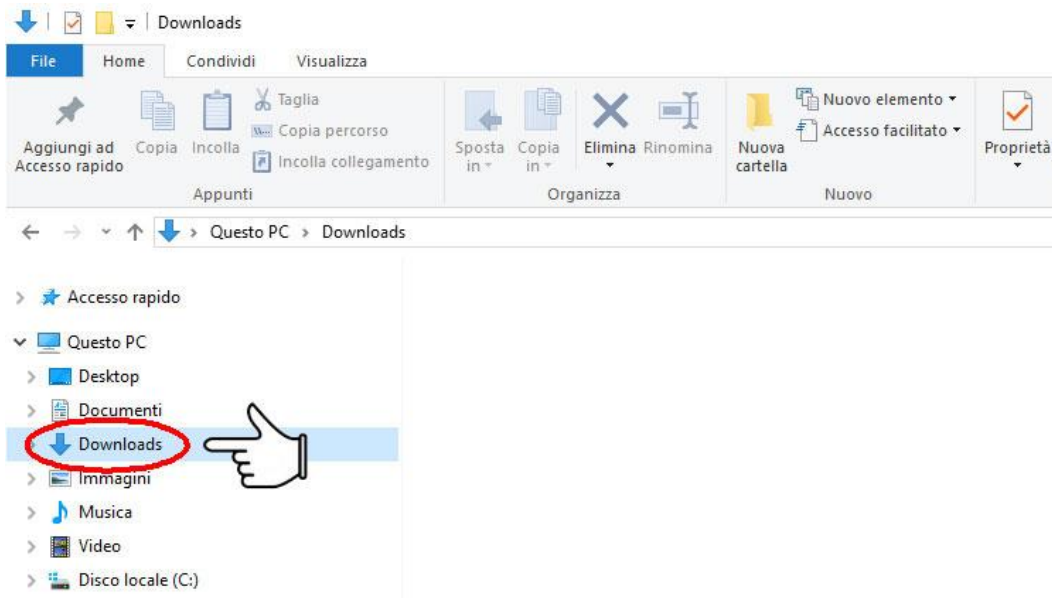 Downloads
File Home Condividi Visualizza
Aggiungi ad
Accesso rapido
Copia
Incolla
Taglia
Copia percorso
Incolla collegamento
Appunti
Sposta
in
Copia
in
Elimina
Rinomina
Organizza
Nuova
cartella
Nuovo elemento
Accesso facilitato
Nuovo
Proprietà
Questo PC > Downloads
Accesso rapido
Questo PC
Desktop
Documenti
Downloads
Immagini
Musica
Video
Disco locale (C:)